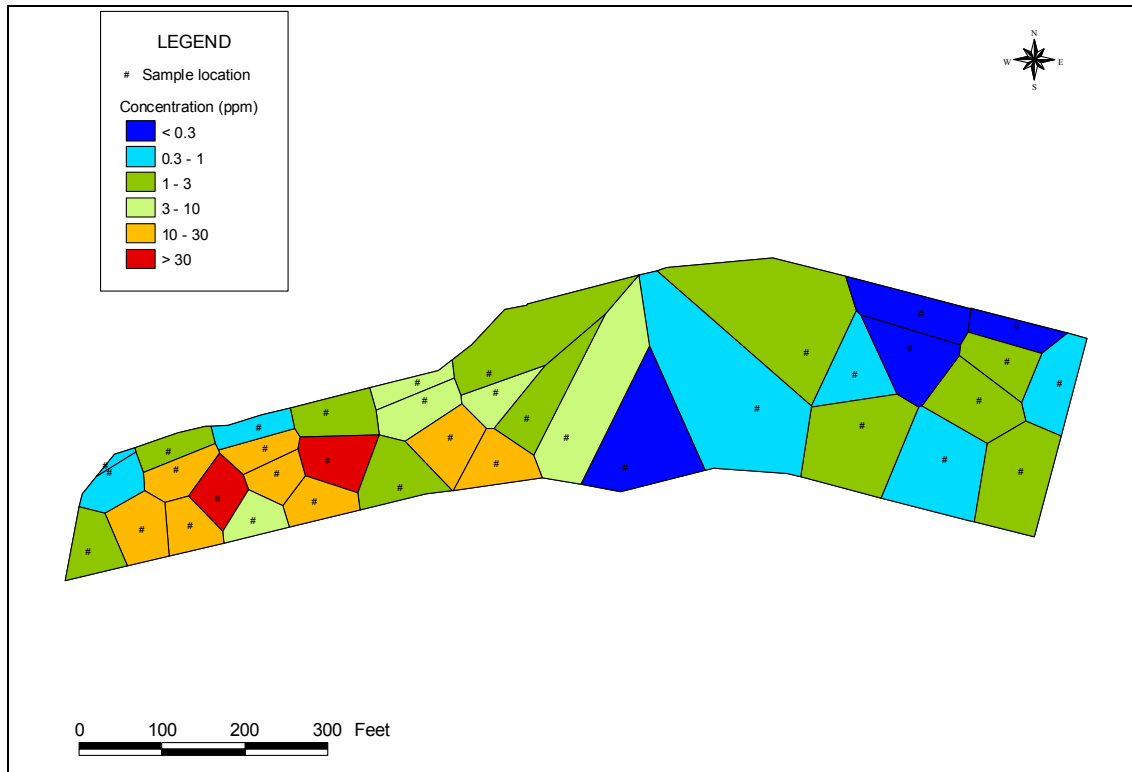 LEGEND
# Sample location
Concentration (ppm)
< 0.3
0.3 - 1
1 - 3
3 - 10
10 - 30
> 30
N
W E
S
0 100 200 300 Feet